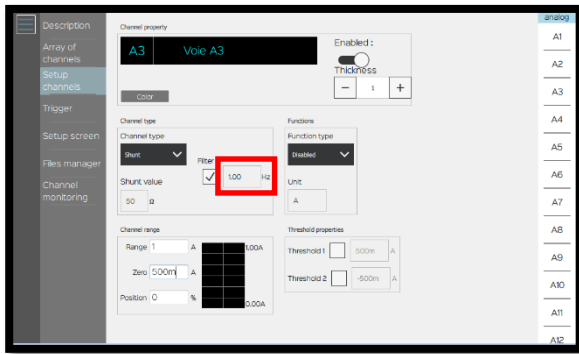 Description
Array of
channels
Setup
channels
Trigger
Setup screen
Files manager
Channel
monitoring
Channel property
A3 Voie A3
Color
Enabled :
Thickness
− 1 +
Channel type
Channel type
Shunt
Filter
1.00 Hz
Shunt value
50 Ω
Functions
Function type
Disabled
Unit
A
Channel range
Range 1 A
Zero 500m A
Position 0 %
1.00A
0.00A
Threshold properties
Threshold 1 500m A
Threshold 2 -500m A
analog
A1
A2
A3
A4
A5
A6
A7
A8
A9
A10
A11
A12